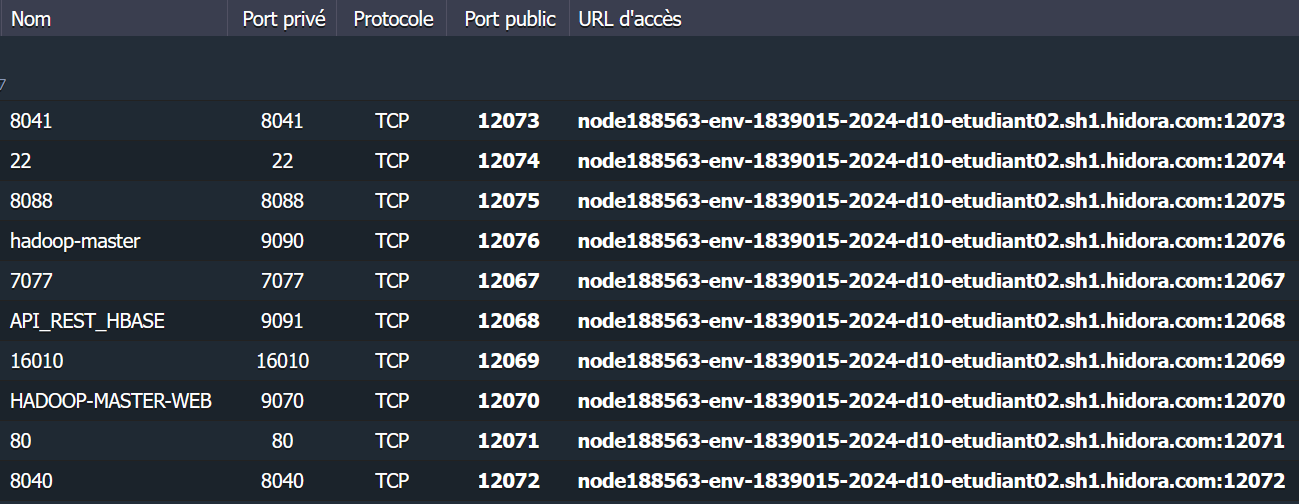 Nom Port privé Protocole Port public URL d'accès
7
8041 8041 TCP 12073 node188563-env-1839015-2024-d10-etudiant02.sh1.hidora.com:12073
22 22 TCP 12074 node188563-env-1839015-2024-d10-etudiant02.sh1.hidora.com:12074
8088 8088 TCP 12075 node188563-env-1839015-2024-d10-etudiant02.sh1.hidora.com:12075
hadoop-master 9090 TCP 12076 node188563-env-1839015-2024-d10-etudiant02.sh1.hidora.com:12076
7077 7077 TCP 12067 node188563-env-1839015-2024-d10-etudiant02.sh1.hidora.com:12067
API_REST_HBASE 9091 TCP 12068 node188563-env-1839015-2024-d10-etudiant02.sh1.hidora.com:12068
16010 16010 TCP 12069 node188563-env-1839015-2024-d10-etudiant02.sh1.hidora.com:12069
HADOOP-MASTER-WEB 9070 TCP 12070 node188563-env-1839015-2024-d10-etudiant02.sh1.hidora.com:12070
80 80 TCP 12071 node188563-env-1839015-2024-d10-etudiant02.sh1.hidora.com:12071
8040 8040 TCP 12072 node188563-env-1839015-2024-d10-etudiant02.sh1.hidora.com:12072